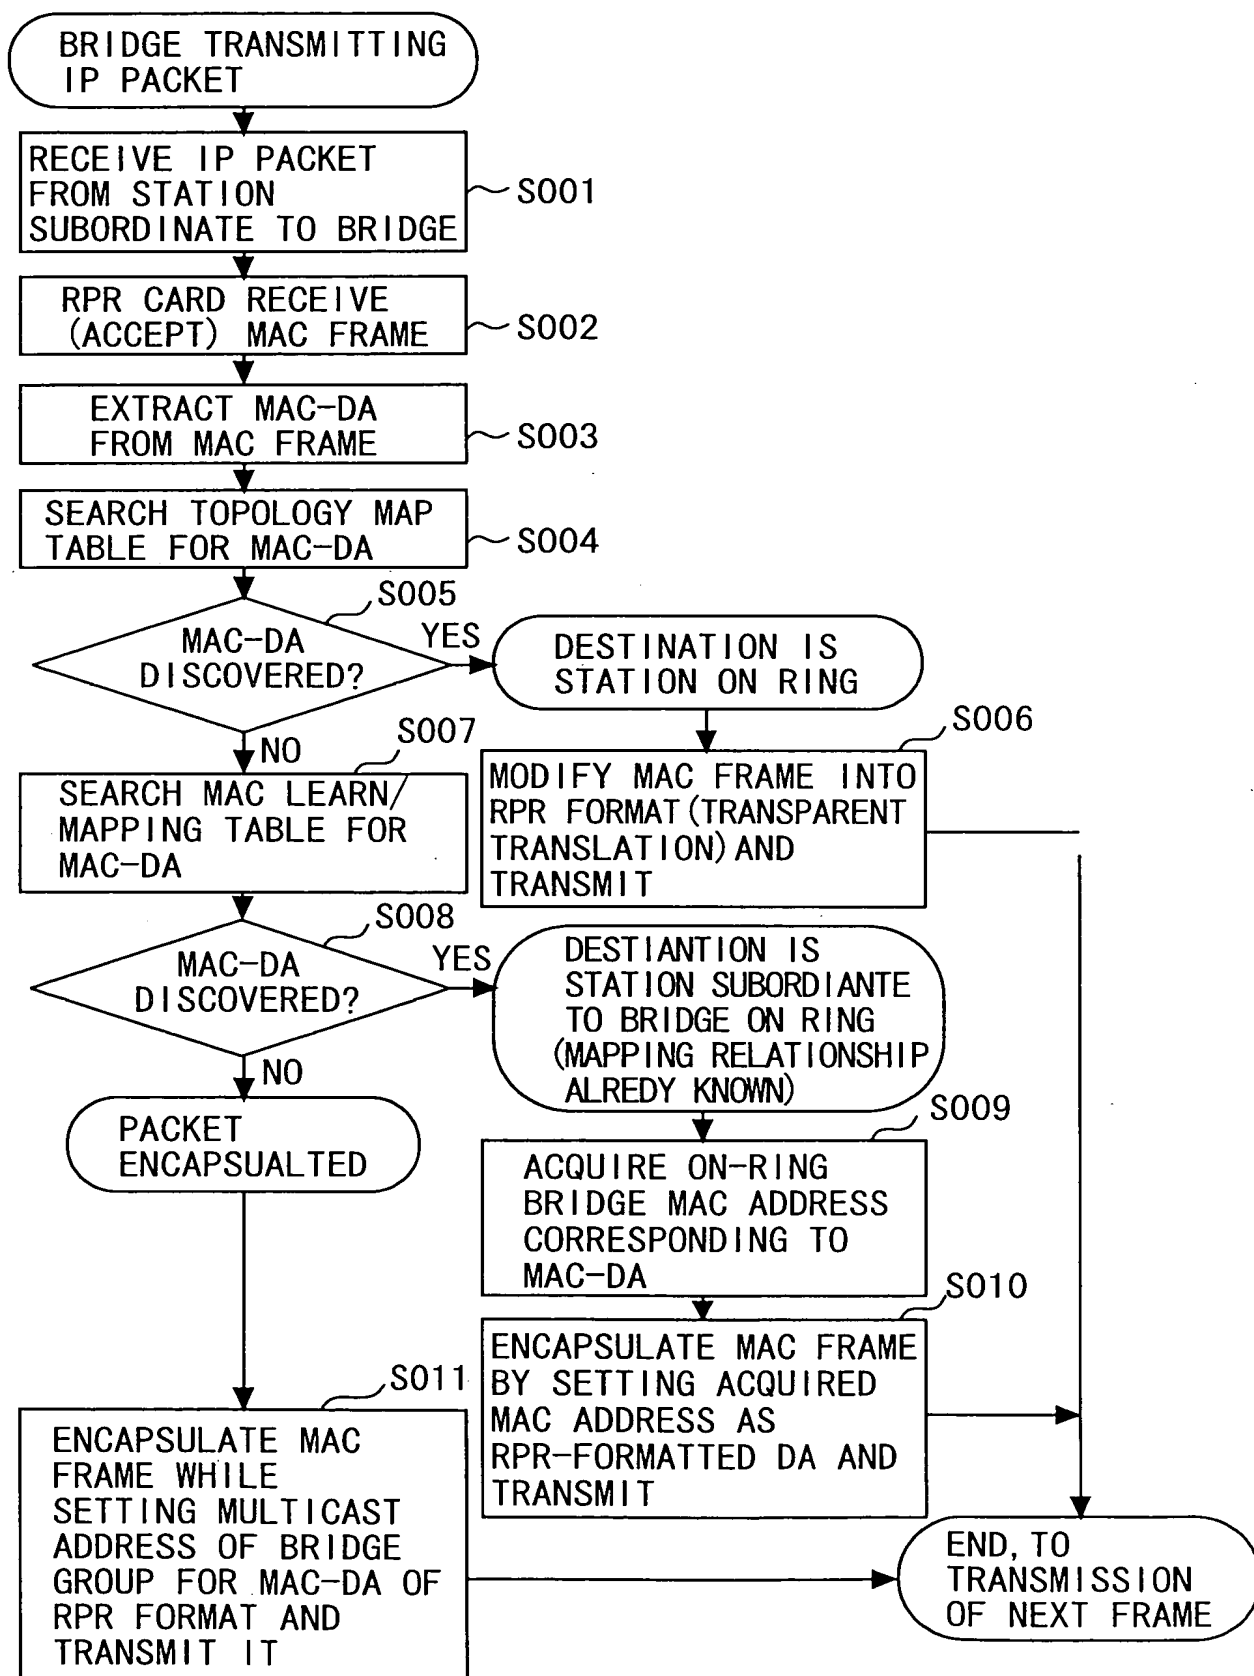 BRIDGE TRANSMITTING
IP PACKET
RECEIVE IP PACKET
FROM STATION
SUBORDINATE TO BRIDGE
S001
RPR CARD RECEIVE
(ACCEPT) MAC FRAME
S002
EXTRACT MAC-DA
FROM MAC FRAME
S003
SEARCH TOPOLOGY MAP
TABLE FOR MAC-DA
S004
S005
MAC-DA
DISCOVERED?
YES
DESTINATION IS
STATION ON RING
NO
S006
MODIFY MAC FRAME INTO
RPR FORMAT(TRANSPARENT
TRANSLATION)AND
TRANSMIT
S007
SEARCH MAC LEARN/
MAPPING TABLE FOR
MAC-DA
S008
MAC-DA
DISCOVERED?
YES
DESTIANTION IS
STATION SUBORDIANTE
TO BRIDGE ON RING
(MAPPING RELATIONSHIP
ALREDY KNOWN)
NO
PACKET
ENCAPSUALTED
S009
ACQUIRE ON-RING
BRIDGE MAC ADDRESS
CORRESPONDING TO
MAC-DA
S010
ENCAPSULATE MAC FRAME
BY SETTING ACQUIRED
MAC ADDRESS AS
RPR-FORMATTED DA AND
TRANSMIT
S011
ENCAPSULATE MAC
FRAME WHILE
SETTING MULTICAST
ADDRESS OF BRIDGE
GROUP FOR MAC-DA OF
RPR FORMAT AND
TRANSMIT IT
END, TO
TRANSMISSION
OF NEXT FRAME